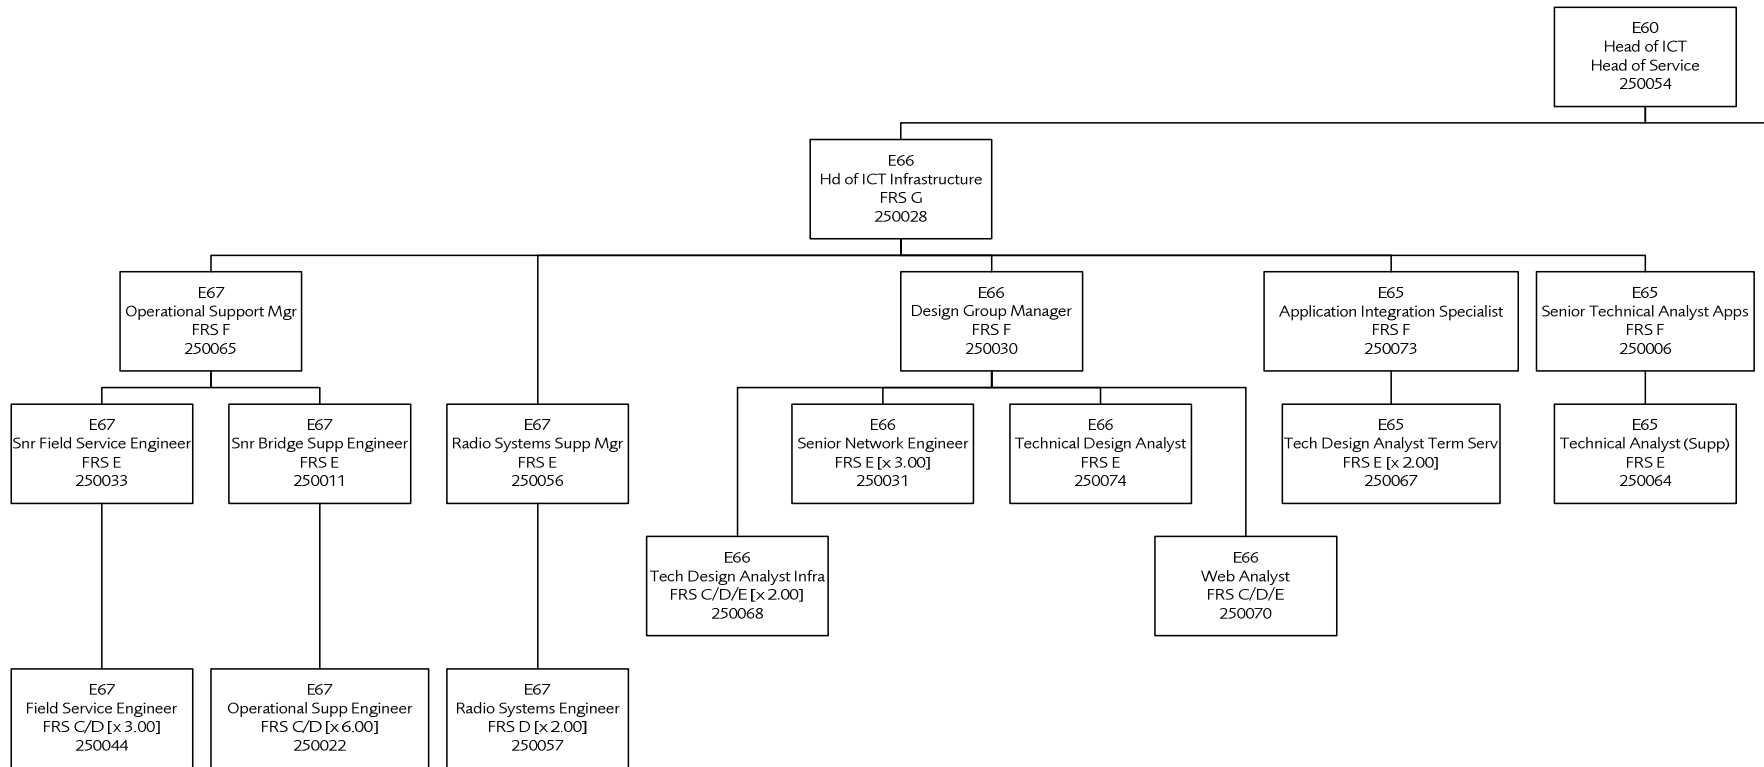 E60
Head of ICT
Head of Service
250054
E66
Hd of ICT Infrastructure
FRS G
250028
E67
Operational Support Mgr
FRS F
250065
E66
Design Group Manager
FRS F
250030
E65
Application Integration Specialist
FRS F
250073
E65
Senior Technical Analyst Apps
FRS F
250006
E67
Snr Field Service Engineer
FRS E
250033
E67
Snr Bridge Supp Engineer
FRS E
250011
E67
Radio Systems Supp Mgr
FRS E
250056
E66
Senior Network Engineer
FRS E [x 3.00]
250031
E66
Technical Design Analyst
FRS E
250074
E65
Tech Design Analyst Term Serv
FRS E [x 2.00]
250067
E65
Technical Analyst (Supp)
FRS E
250064
E66
Tech Design Analyst Infra
FRS C/D/E [x 2.00]
250068
E66
Web Analyst
FRS C/D/E
250070
E67
Field Service Engineer
FRS C/D [x 3.00]
250044
E67
Operational Supp Engineer
FRS C/D [x 6.00]
250022
E67
Radio Systems Engineer
FRS D [x 2.00]
250057